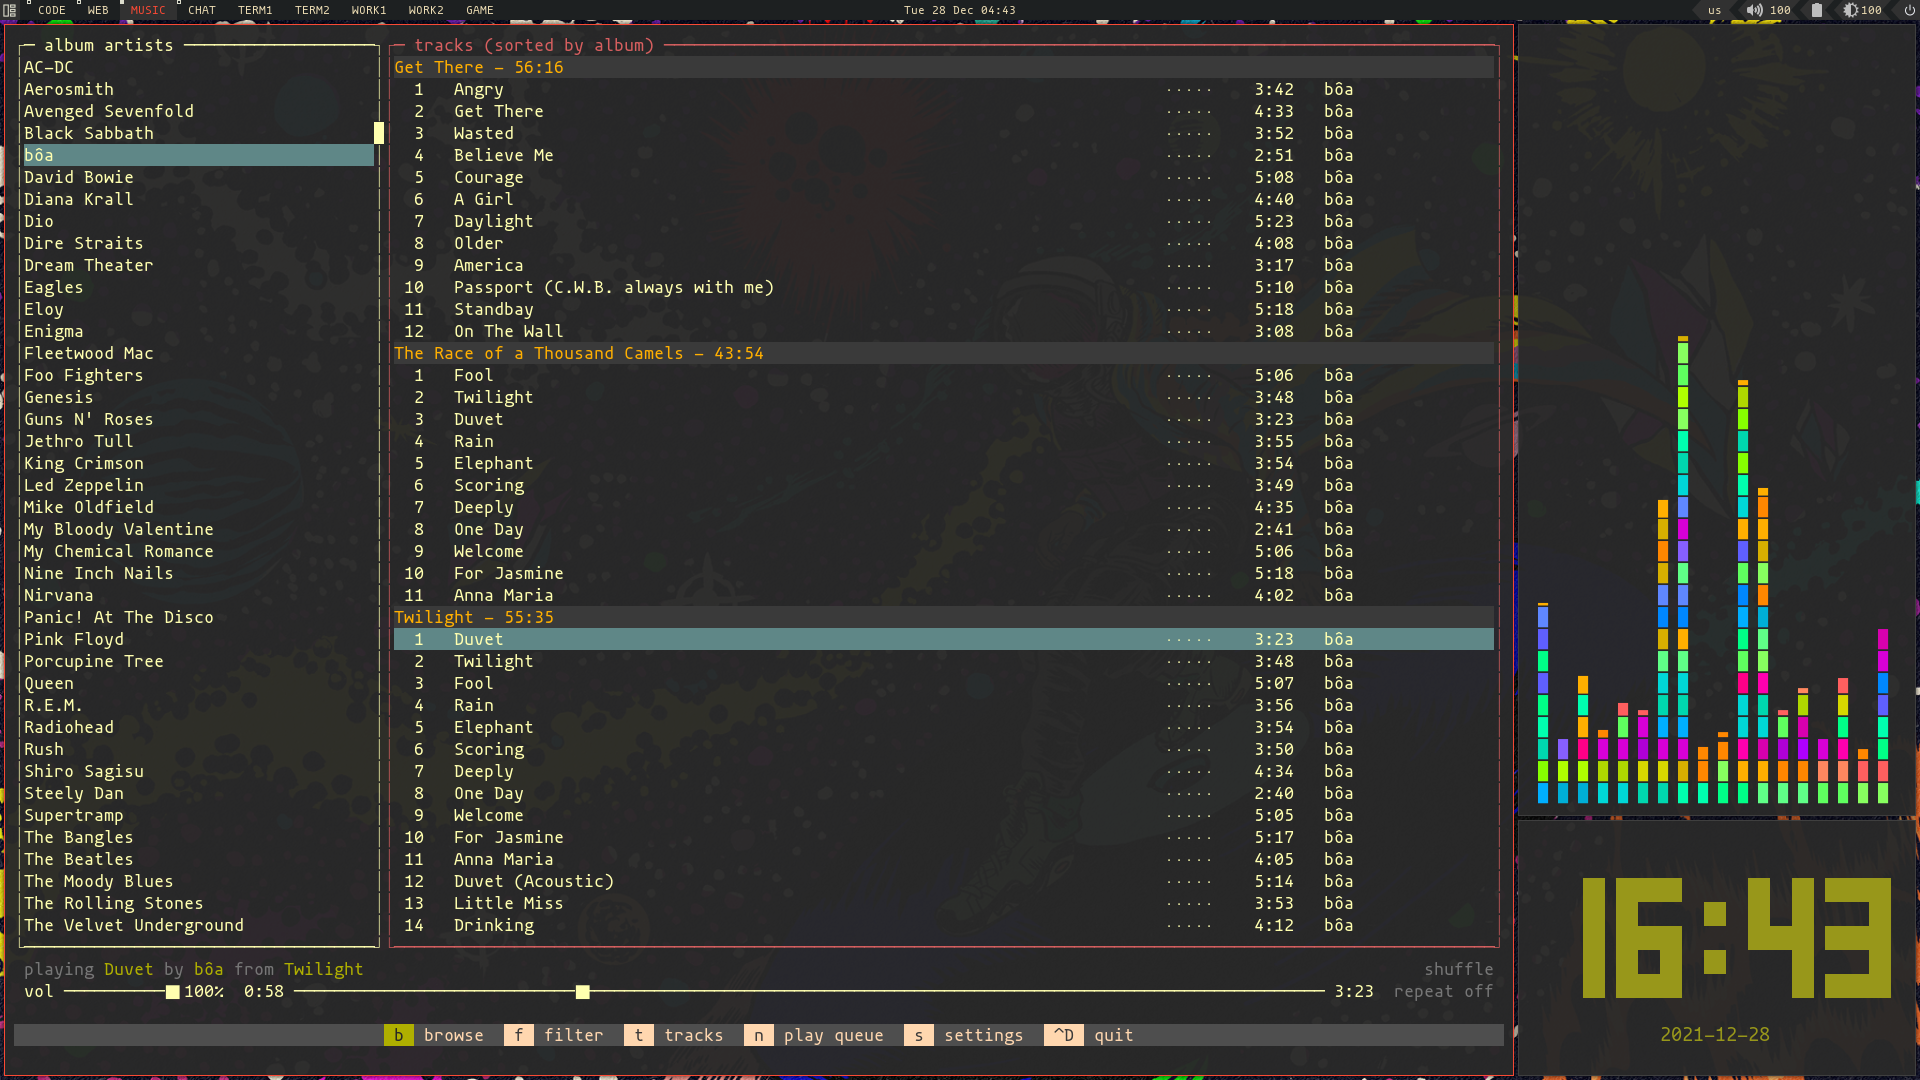 CODE WEB MUSIC CHAT TERM1 TERM2 WORK1 WORK2 GAME Tue 28 Dec 04:43 us 100 100
album artists
AC-DC
Aerosmith
Avenged Sevenfold
Black Sabbath
bôa
David Bowie
Diana Krall
Dio
Dire Straits
Dream Theater
Eagles
Eloy
Enigma
Fleetwood Mac
Foo Fighters
Genesis
Guns N' Roses
Jethro Tull
King Crimson
Led Zeppelin
Mike Oldfield
My Bloody Valentine
My Chemical Romance
Nine Inch Nails
Nirvana
Panic! At The Disco
Pink Floyd
Porcupine Tree
Queen
R.E.M.
Radiohead
Rush
Shiro Sagisu
Steely Dan
Supertramp
The Bangles
The Beatles
The Moody Blues
The Rolling Stones
The Velvet Underground
tracks (sorted by album)
Get There – 56:16
1 Angry ····· 3:42 bôa
2 Get There ····· 4:33 bôa
3 Wasted ····· 3:52 bôa
4 Believe Me ····· 2:51 bôa
5 Courage ····· 5:08 bôa
6 A Girl ····· 4:40 bôa
7 Daylight ····· 5:23 bôa
8 Older ····· 4:08 bôa
9 America ····· 3:17 bôa
10 Passport (C.W.B. always with me) ····· 5:10 bôa
11 Standbay ····· 5:18 bôa
12 On The Wall ····· 3:08 bôa
The Race of a Thousand Camels – 43:54
1 Fool ····· 5:06 bôa
2 Twilight ····· 3:48 bôa
3 Duvet ····· 3:23 bôa
4 Rain ····· 3:55 bôa
5 Elephant ····· 3:54 bôa
6 Scoring ····· 3:49 bôa
7 Deeply ····· 4:35 bôa
8 One Day ····· 2:41 bôa
9 Welcome ····· 5:06 bôa
10 For Jasmine ····· 5:18 bôa
11 Anna Maria ····· 4:02 bôa
Twilight – 55:35
1 Duvet ····· 3:23 bôa
2 Twilight ····· 3:48 bôa
3 Fool ····· 5:07 bôa
4 Rain ····· 3:56 bôa
5 Elephant ····· 3:54 bôa
6 Scoring ····· 3:50 bôa
7 Deeply ····· 4:34 bôa
8 One Day ····· 2:40 bôa
9 Welcome ····· 5:05 bôa
10 For Jasmine ····· 5:17 bôa
11 Anna Maria ····· 4:05 bôa
12 Duvet (Acoustic) ····· 5:14 bôa
13 Little Miss ····· 3:53 bôa
14 Drinking ····· 4:12 bôa
playing Duvet by bôa from Twilight shuffle
vol 100% 0:58 3:23 repeat off
b browse f filter t tracks n play queue s settings ^D quit
16:43
2021-12-28